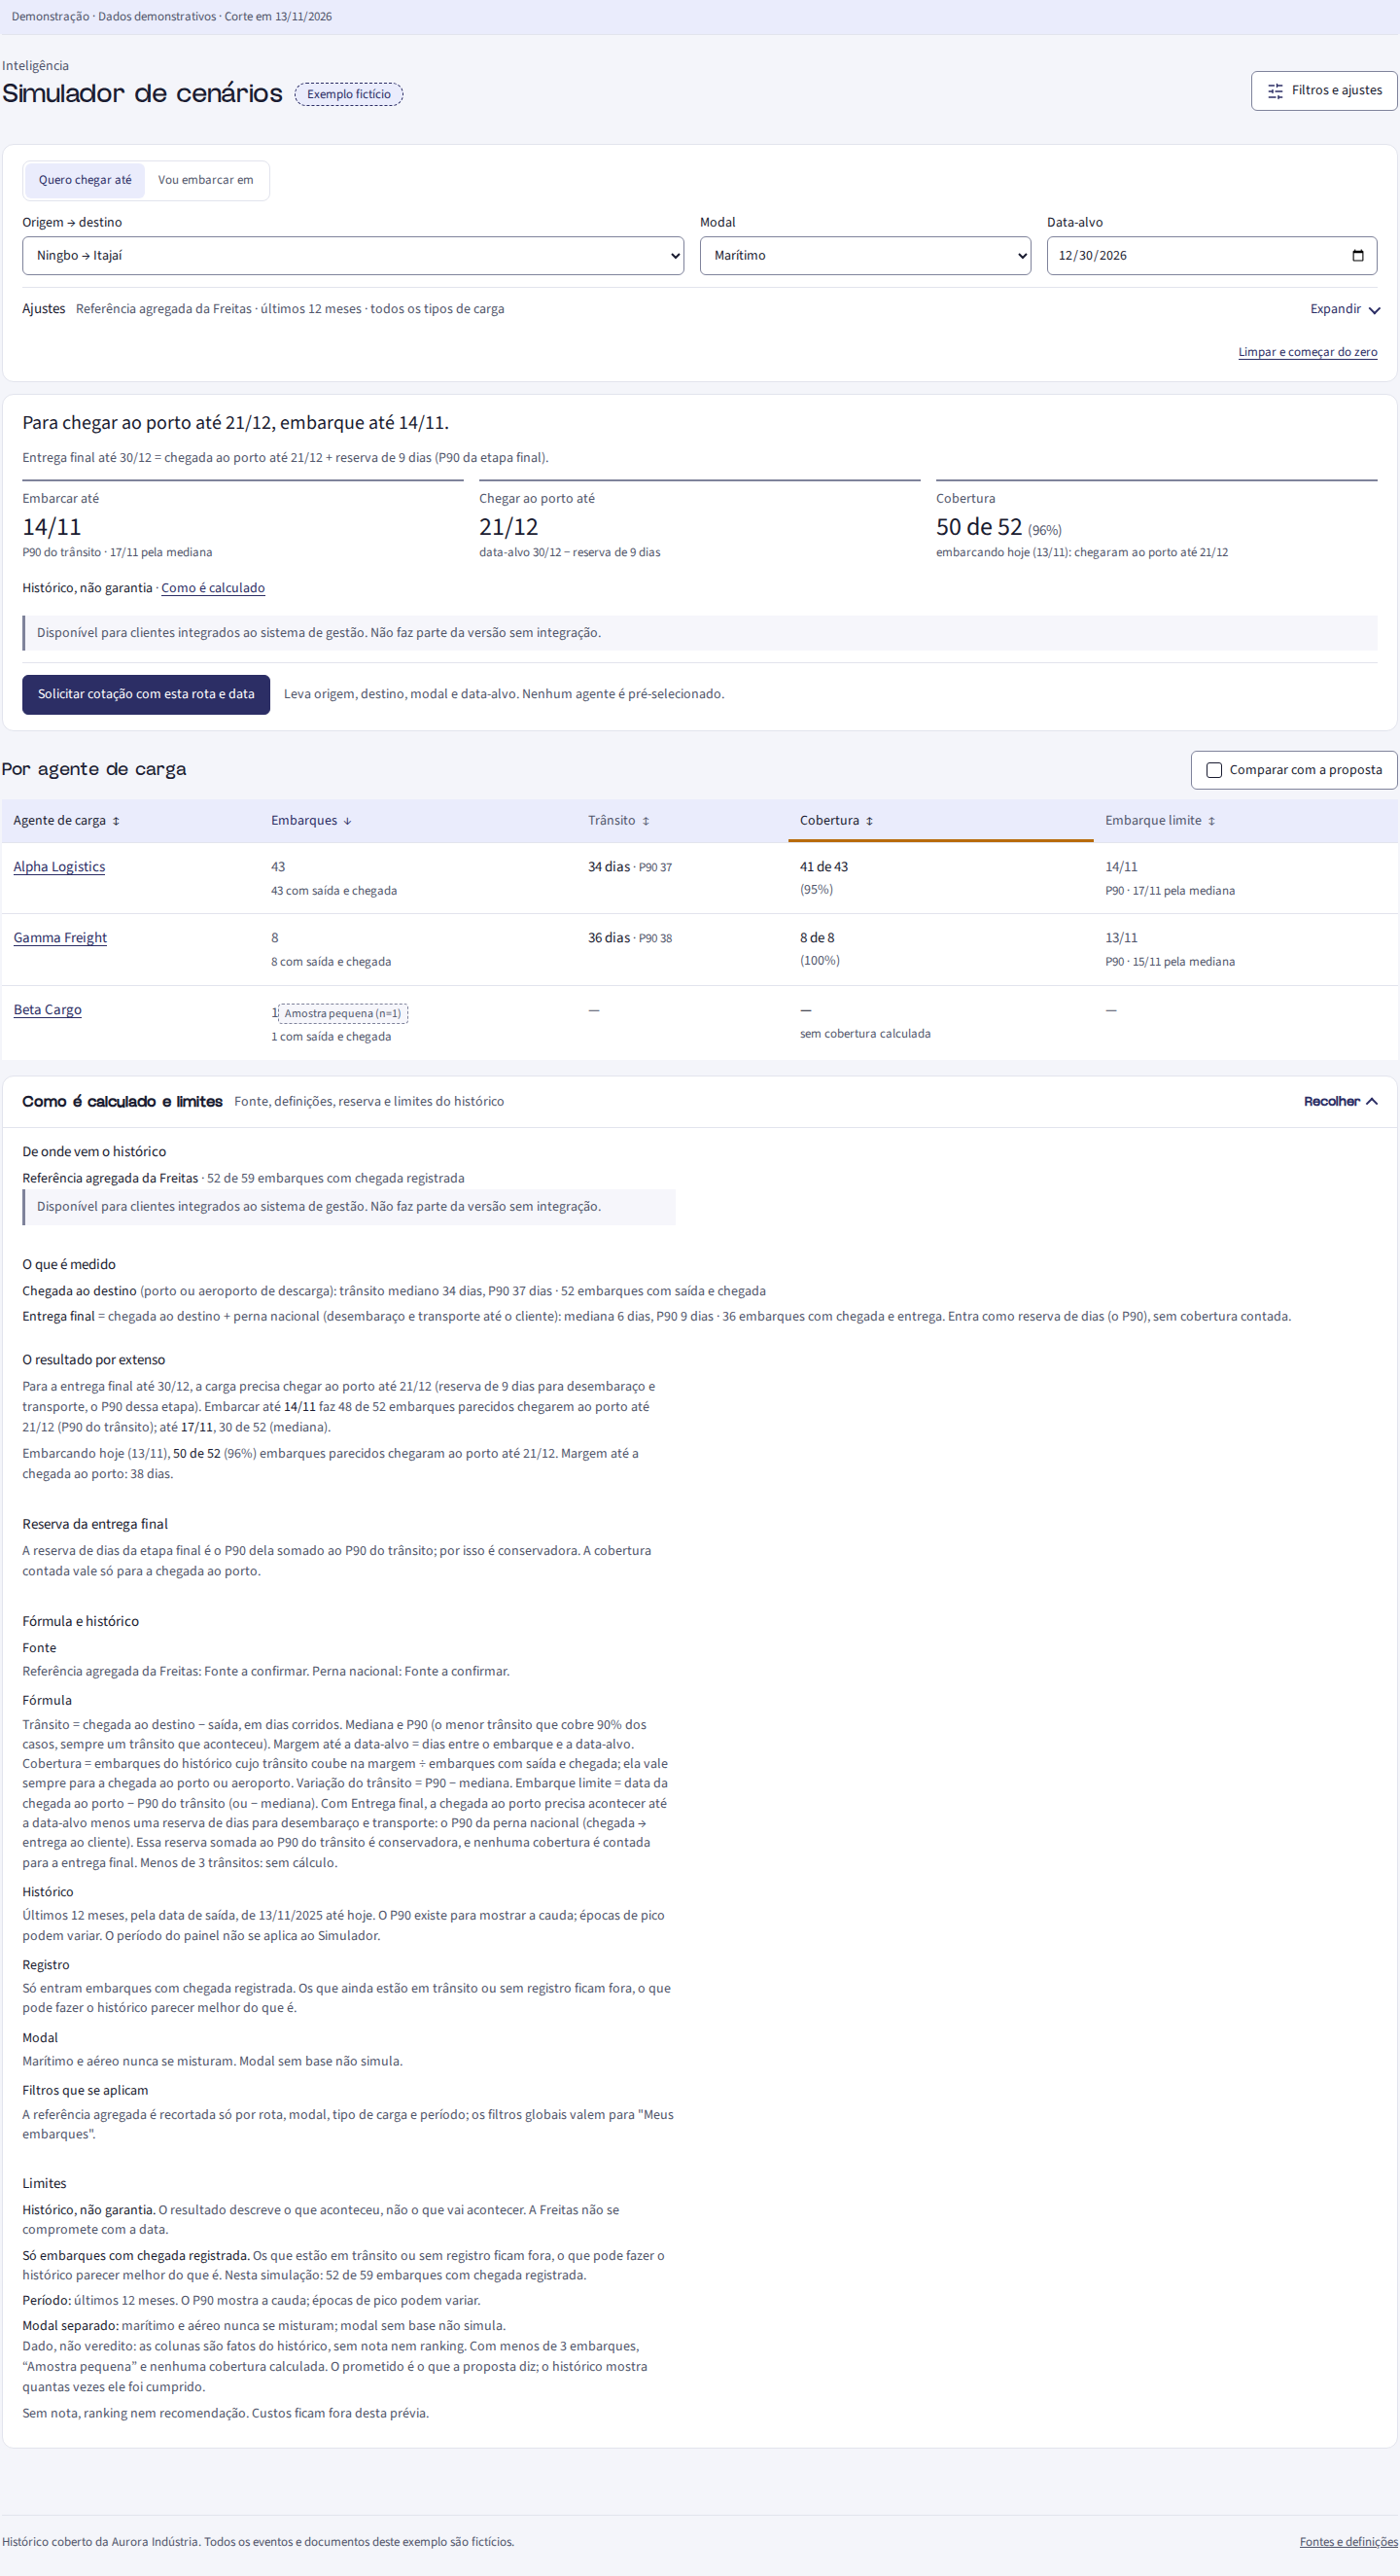 Demonstração · Dados demonstrativos · Corte em 13/11/2026
Inteligência
Simulador de cenários
Exemplo fictício
Filtros e ajustes
Quero chegar até
Vou embarcar em
Origem → destino
Modal
Data-alvo
Ningbo → Itajaí
Marítimo
12/30/2026
Ajustes Referência agregada da Freitas · últimos 12 meses · todos os tipos de carga
Expandir
Limpar e começar do zero
Para chegar ao porto até 21/12, embarque até 14/11.
Entrega final até 30/12 = chegada ao porto até 21/12 + reserva de 9 dias (P90 da etapa final).
Embarcar até
14/11
P90 do trânsito · 17/11 pela mediana
Chegar ao porto até
21/12
data-alvo 30/12 − reserva de 9 dias
Cobertura
50 de 52 (96%)
embarcando hoje (13/11): chegaram ao porto até 21/12
Histórico, não garantia · Como é calculado
Disponível para clientes integrados ao sistema de gestão. Não faz parte da versão sem integração.
Solicitar cotação com esta rota e data
Leva origem, destino, modal e data-alvo. Nenhum agente é pré-selecionado.
Por agente de carga
Comparar com a proposta
Agente de carga ↕ Embarques ↓ Trânsito ↕ Cobertura ↕ Embarque limite ↕
Alpha Logistics 43 34 dias · P90 37 41 de 43 14/11
43 com saída e chegada (95%) P90 · 17/11 pela mediana
Gamma Freight 8 36 dias · P90 38 8 de 8 13/11
8 com saída e chegada (100%) P90 · 15/11 pela mediana
Beta Cargo 1 Amostra pequena (n=1) — — —
1 com saída e chegada sem cobertura calculada
Como é calculado e limites Fonte, definições, reserva e limites do histórico
Recolher
De onde vem o histórico
Referência agregada da Freitas · 52 de 59 embarques com chegada registrada
Disponível para clientes integrados ao sistema de gestão. Não faz parte da versão sem integração.
O que é medido
Chegada ao destino (porto ou aeroporto de descarga): trânsito mediano 34 dias, P90 37 dias · 52 embarques com saída e chegada
Entrega final = chegada ao destino + perna nacional (desembaraço e transporte até o cliente): mediana 6 dias, P90 9 dias · 36 embarques com chegada e entrega. Entra como reserva de dias (o P90), sem cobertura contada.
O resultado por extenso
Para a entrega final até 30/12, a carga precisa chegar ao porto até 21/12 (reserva de 9 dias para desembaraço e
transporte, o P90 dessa etapa). Embarcar até 14/11 faz 48 de 52 embarques parecidos chegarem ao porto até
21/12 (P90 do trânsito); até 17/11, 30 de 52 (mediana).
Embarcando hoje (13/11), 50 de 52 (96%) embarques parecidos chegaram ao porto até 21/12. Margem até a
chegada ao porto: 38 dias.
Reserva da entrega final
A reserva de dias da etapa final é o P90 dela somado ao P90 do trânsito; por isso é conservadora. A cobertura
contada vale só para a chegada ao porto.
Fórmula e histórico
Fonte
Referência agregada da Freitas: Fonte a confirmar. Perna nacional: Fonte a confirmar.
Fórmula
Trânsito = chegada ao destino − saída, em dias corridos. Mediana e P90 (o menor trânsito que cobre 90% dos
casos, sempre um trânsito que aconteceu). Margem até a data-alvo = dias entre o embarque e a data-alvo.
Cobertura = embarques do histórico cujo trânsito coube na margem ÷ embarques com saída e chegada; ela vale
sempre para a chegada ao porto ou aeroporto. Variação do trânsito = P90 − mediana. Embarque limite = data da
chegada ao porto − P90 do trânsito (ou − mediana). Com Entrega final, a chegada ao porto precisa acontecer até
a data-alvo menos uma reserva de dias para desembaraço e transporte: o P90 da perna nacional (chegada →
entrega ao cliente). Essa reserva somada ao P90 do trânsito é conservadora, e nenhuma cobertura é contada
para a entrega final. Menos de 3 trânsitos: sem cálculo.
Histórico
Últimos 12 meses, pela data de saída, de 13/11/2025 até hoje. O P90 existe para mostrar a cauda; épocas de pico
podem variar. O período do painel não se aplica ao Simulador.
Registro
Só entram embarques com chegada registrada. Os que ainda estão em trânsito ou sem registro ficam fora, o que
pode fazer o histórico parecer melhor do que é.
Modal
Marítimo e aéreo nunca se misturam. Modal sem base não simula.
Filtros que se aplicam
A referência agregada é recortada só por rota, modal, tipo de carga e período; os filtros globais valem para "Meus
embarques".
Limites
Histórico, não garantia. O resultado descreve o que aconteceu, não o que vai acontecer. A Freitas não se
compromete com a data.
Só embarques com chegada registrada. Os que estão em trânsito ou sem registro ficam fora, o que pode fazer o
histórico parecer melhor do que é. Nesta simulação: 52 de 59 embarques com chegada registrada.
Período: últimos 12 meses. O P90 mostra a cauda; épocas de pico podem variar.
Modal separado: marítimo e aéreo nunca se misturam; modal sem base não simula.
Dado, não veredito: as colunas são fatos do histórico, sem nota nem ranking. Com menos de 3 embarques,
“Amostra pequena” e nenhuma cobertura calculada. O prometido é o que a proposta diz; o histórico mostra
quantas vezes ele foi cumprido.
Sem nota, ranking nem recomendação. Custos ficam fora desta prévia.
Histórico coberto da Aurora Indústria. Todos os eventos e documentos deste exemplo são fictícios.
Fontes e definições